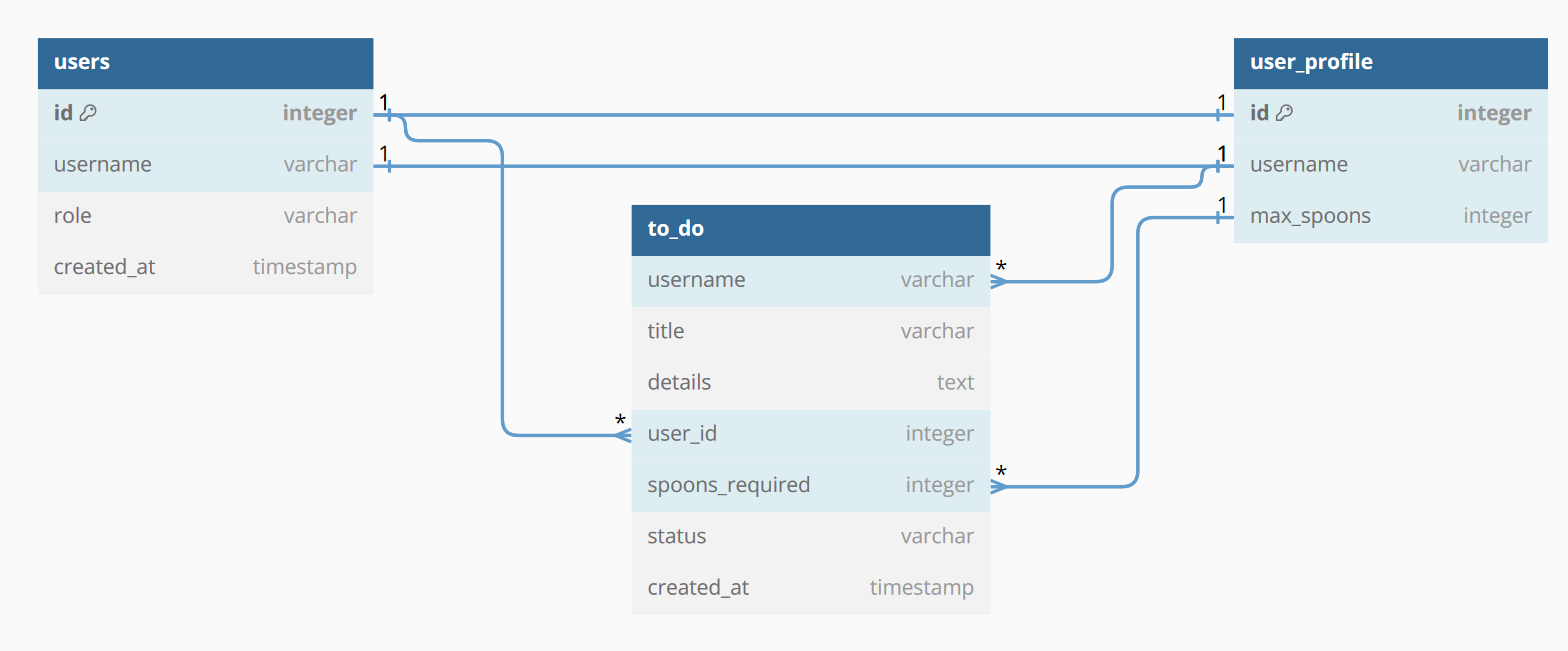 users
id integer
username varchar
role varchar
created_at timestamp
1
1
user_profile
id integer
username varchar
max_spoons integer
1
1
1
to_do
username varchar
title varchar
details text
user_id integer
spoons_required integer
status varchar
created_at timestamp
*
*
*